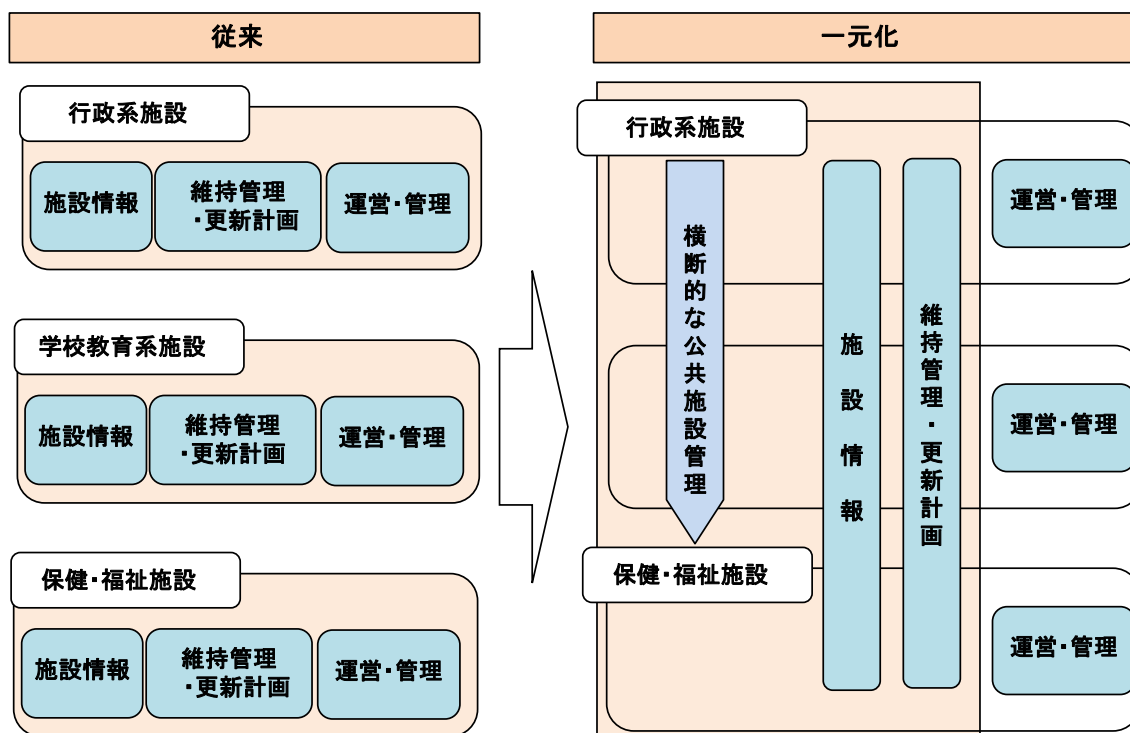 従来
行政系施設
施設情報
維持管理
・更新計画
運営・管理
学校教育系施設
施設情報
維持管理
・更新計画
運営・管理
保健・福祉施設
施設情報
維持管理
・更新計画
運営・管理
一元化
行政系施設
横断的な公共施設管理
施設情報
維持管理・更新計画
運営・管理
運営・管理
保健・福祉施設
運営・管理